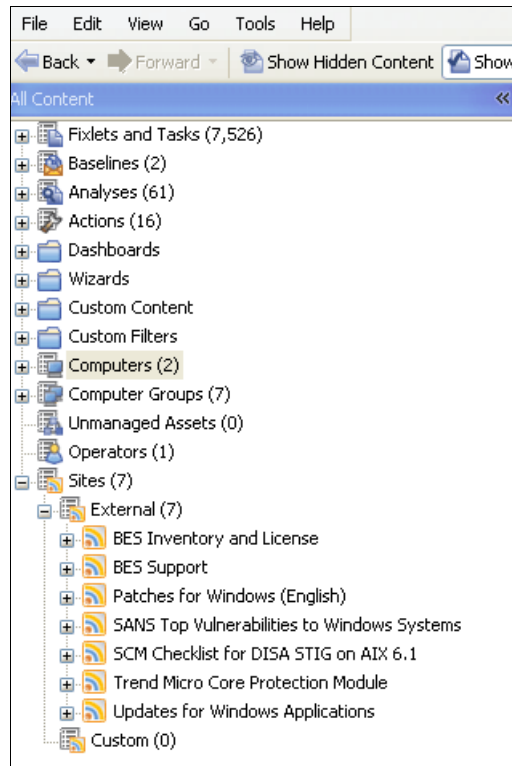 File Edit View Go Tools Help
Back Forward Show Hidden Content Show
All Content
Fixlets and Tasks (7,526)
Baselines (2)
Analyses (61)
Actions (16)
Dashboards
Wizards
Custom Content
Custom Filters
Computers (2)
Computer Groups (7)
Unmanaged Assets (0)
Operators (1)
Sites (7)
External (7)
BES Inventory and License
BES Support
Patches for Windows (English)
SANS Top Vulnerabilities to Windows Systems
SCM Checklist for DISA STIG on AIX 6.1
Trend Micro Core Protection Module
Updates for Windows Applications
Custom (0)